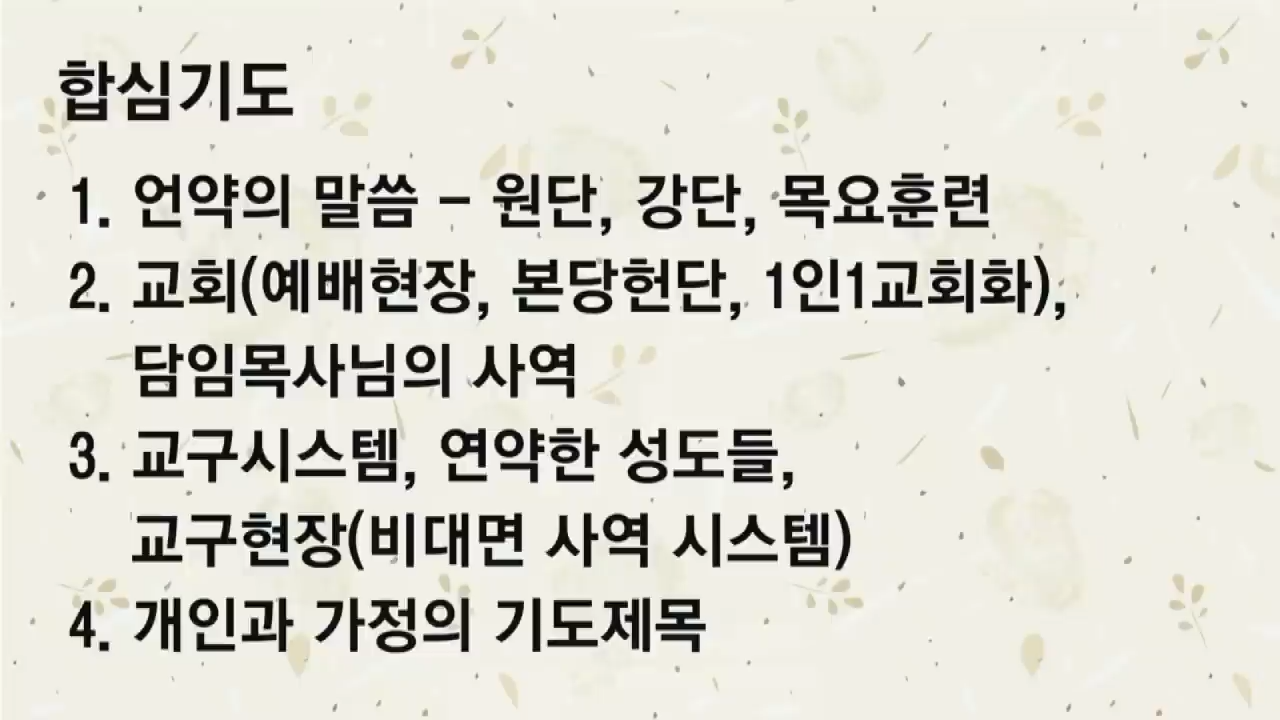 합심기도
1. 언약의 말씀 - 원단, 강단, 목요훈련
2. 교회(예배현장, 본당헌단, 1인1교회화),
담임목사님의 사역
3. 교구시스템, 연약한 성도들,
교구현장(비대면 사역 시스템)
4. 개인과 가정의 기도제목